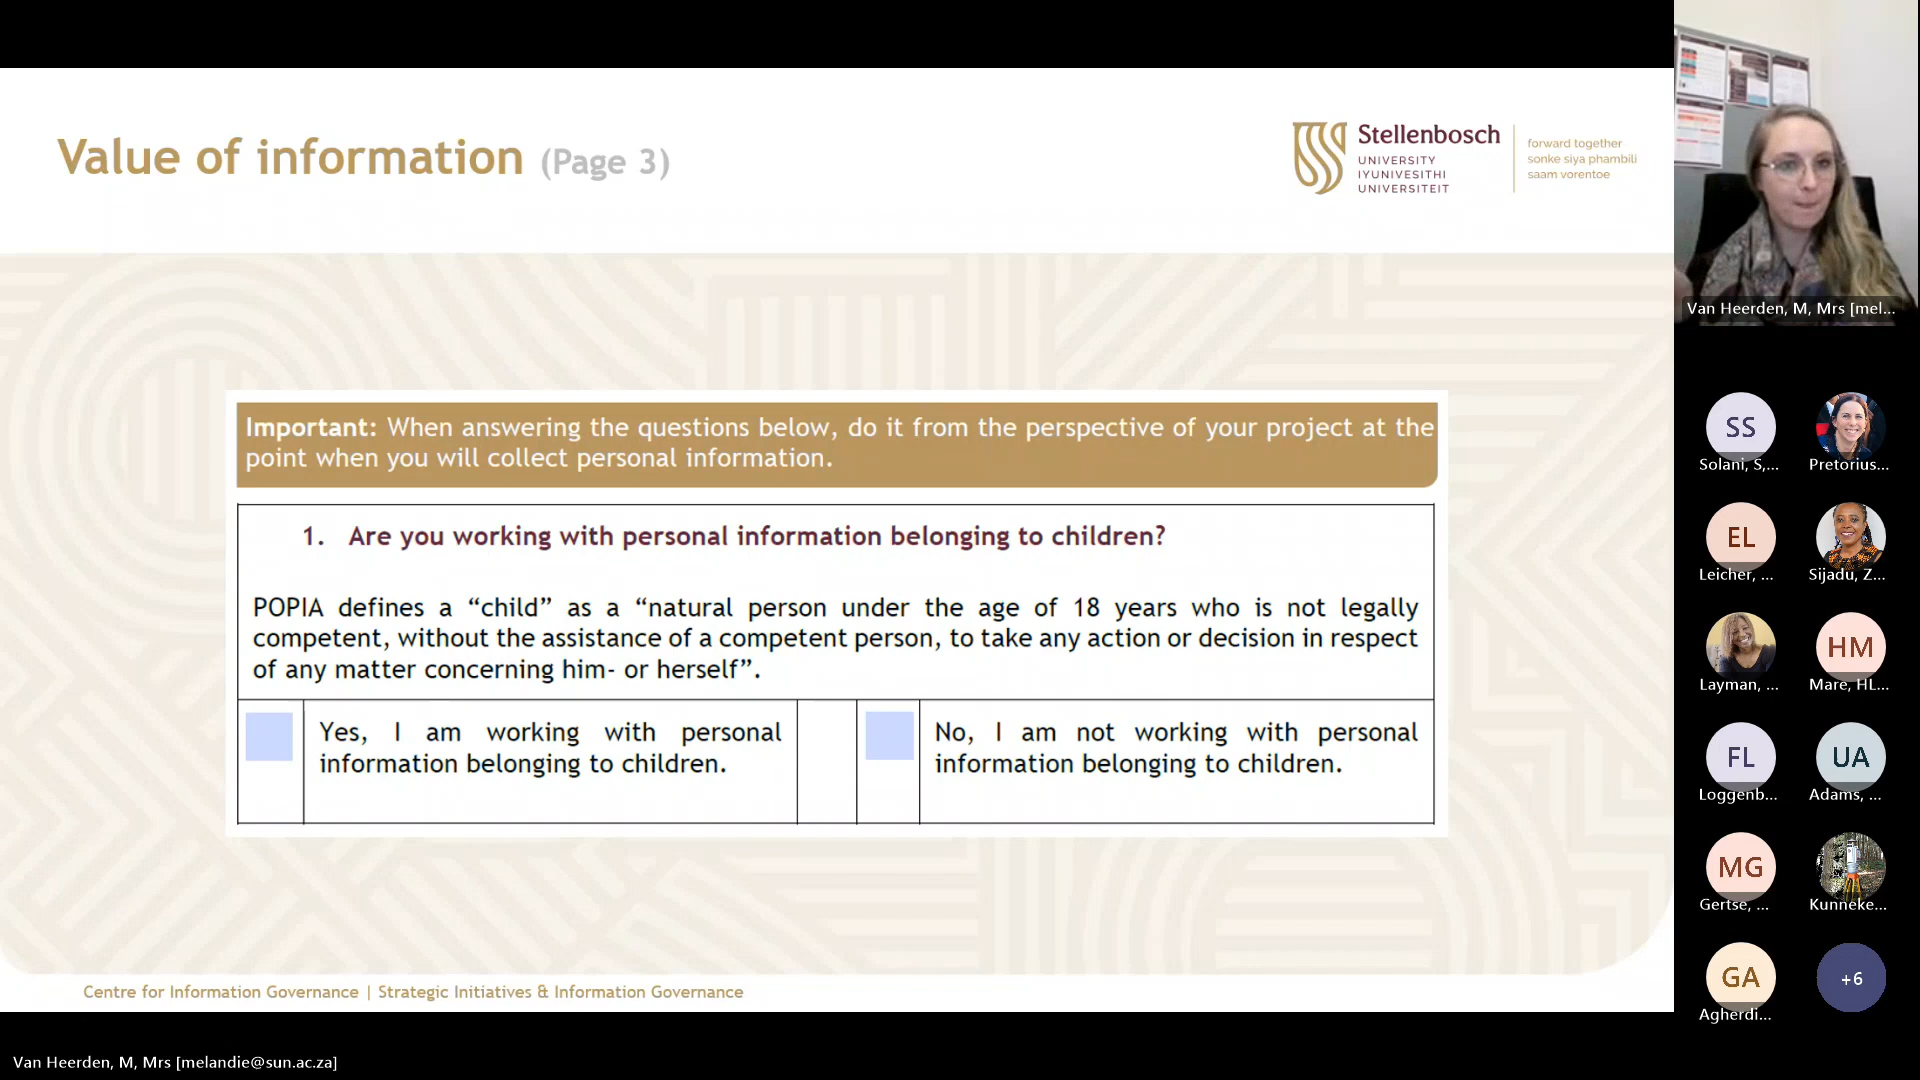 Value of information (Page 3)
Stellenbosch
UNIVERSITY
IYUNIVESITHI
UNIVERSITEIT
forward together
sonke siya phambili
saam vorentoe
Important: When answering the questions below, do it from the perspective of your project at the
point when you will collect personal information.
1. Are you working with personal information belonging to children?
POPIA defines a “child” as a “natural person under the age of 18 years who is not legally
competent, without the assistance of a competent person, to take any action or decision in respect
of any matter concerning him- or herself”.
Yes, I am working with personal
information belonging to children.
No, I am not working with personal
information belonging to children.
Centre for Information Governance | Strategic Initiatives & Information Governance
Van Heerden, M, Mrs [melandie@sun.ac.za]
Van Heerden, M, Mrs [mel...
SS
Solani, S,...
Pretorius...
EL
Leicher, ...
Sijadu, Z...
Layman, ...
HM
Mare, HL...
FL
Loggenb...
UA
Adams, ...
MG
Gertse, ...
Kunneke...
GA
Agherdi...
+6